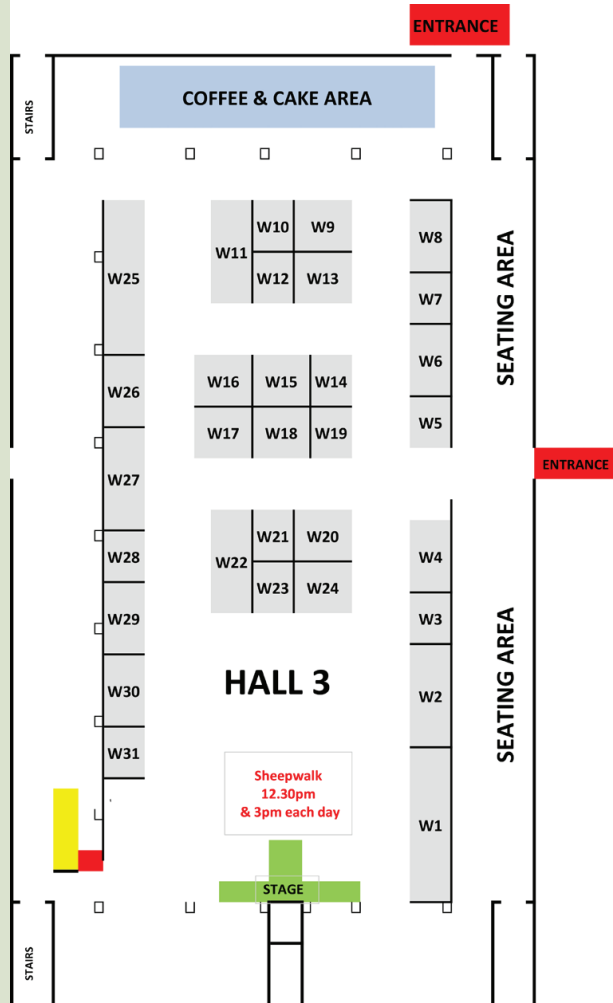 ENTRANCE
STAIRS
COFFEE & CAKE AREA
W10
W9
W11
W12
W13
W8
W7
W6
W5
SEATING AREA
W25
W26
W27
W28
W29
W30
W31
W16
W15
W14
W17
W18
W19
ENTRANCE
W21
W20
W22
W23
W24
W4
W3
W2
W1
SEATING AREA
HALL 3
Sheepwalk
12.30pm
& 3pm each day
STAGE
STAIRS